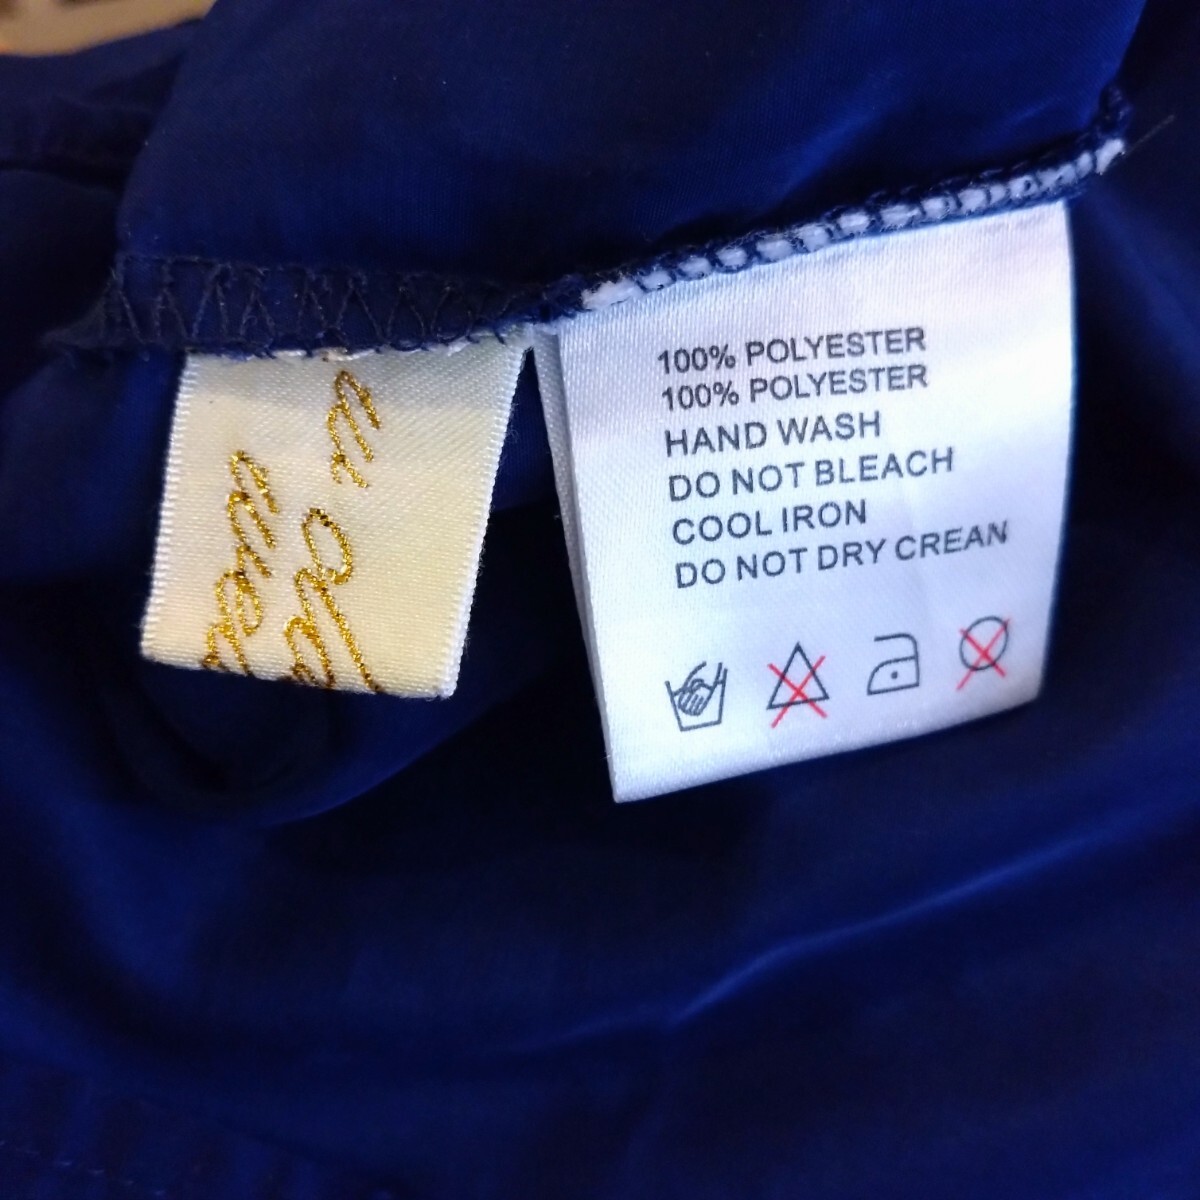 100% POLYESTER
100% POLYESTER
HAND WASH
DO NOT BLEACH
COOL IRON
DO NOT DRY CREAN